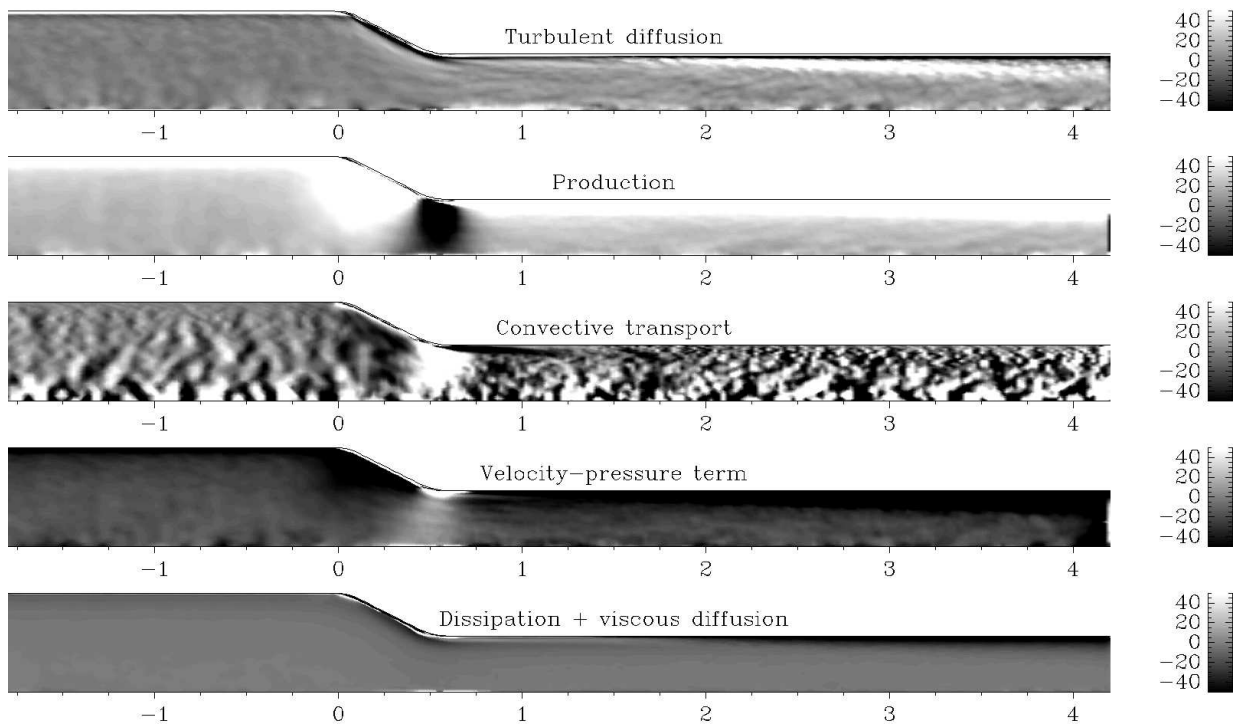 Turbulent diffusion
40
20
0
−20
−40
−1 0 1 2 3 4
Production
40
20
0
−20
−40
−1 0 1 2 3 4
Convective transport
40
20
0
−20
−40
−1 0 1 2 3 4
Velocity−pressure term
40
20
0
−20
−40
−1 0 1 2 3 4
Dissipation + viscous diffusion
40
20
0
−20
−40
−1 0 1 2 3 4